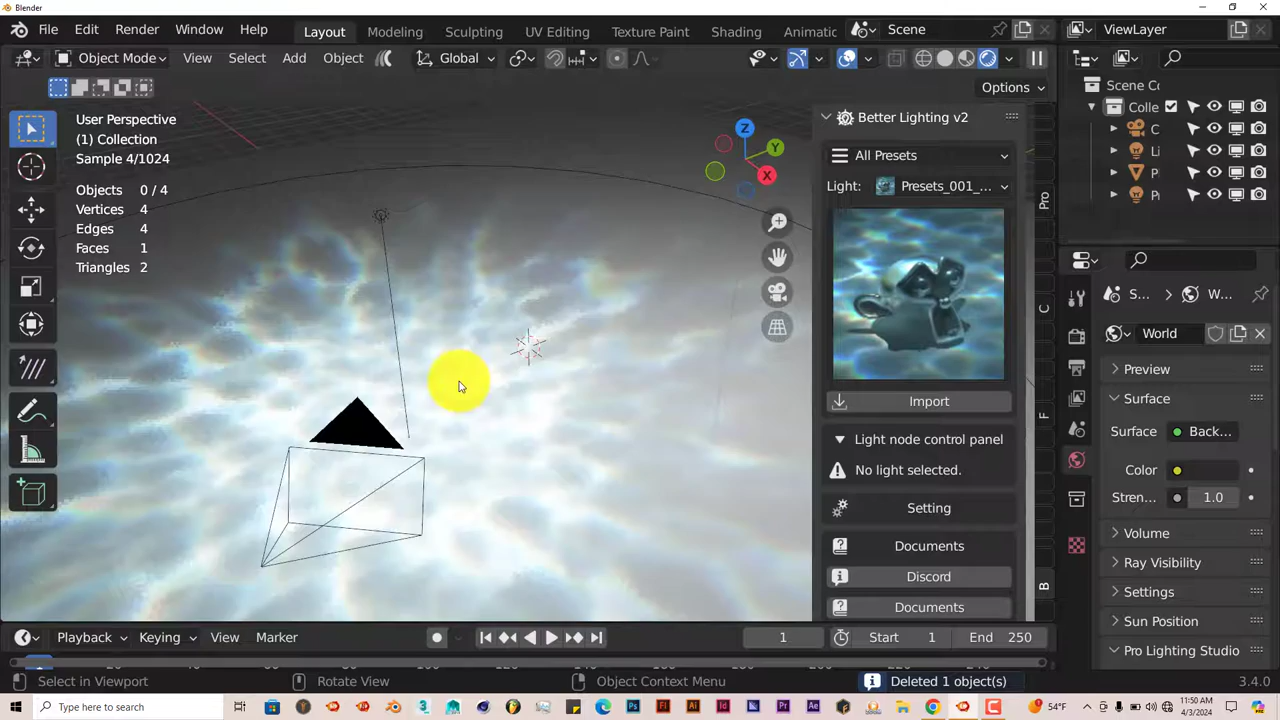 Blender
File Edit Render Window Help Layout Modeling Sculpting UV Editing Texture Paint Shading Animatic Scene ViewLayer
Object Mode View Select Add Object Global
Options
User Perspective
(1) Collection
Sample 4/1024
Objects 0 / 4
Vertices 4
Edges 4
Faces 1
Triangles 2
Z
Y
X
Better Lighting v2
All Presets
Light: Presets_001_...
Import
Light node control panel
No light selected.
Setting
Documents
Discord
Documents
Pro
C
F
B
Scene Co
Colle
C
Li
P
S... W...
World
Preview
Surface
Surface Back...
Color
Stren... 1.0
Volume
Ray Visibility
Settings
Sun Position
Pro Lighting Studio
Playback Keying View Marker 1 Start 1 End 250
Select in Viewport Rotate View Object Context Menu Deleted 1 object(s) 3.4.0
Type here to search 54°F 11:50 AM
4/3/2024